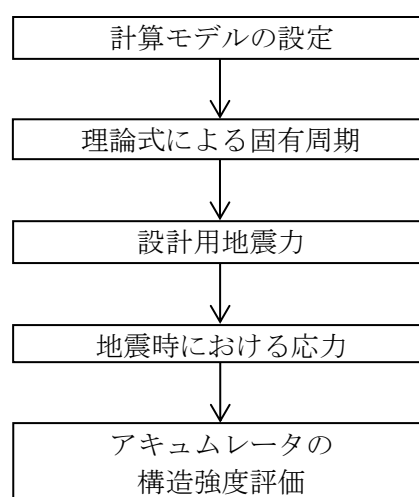 計算モデルの設定
理論式による固有周期
設計用地震力
地震時における応力
アキュムレータの
構造強度評価